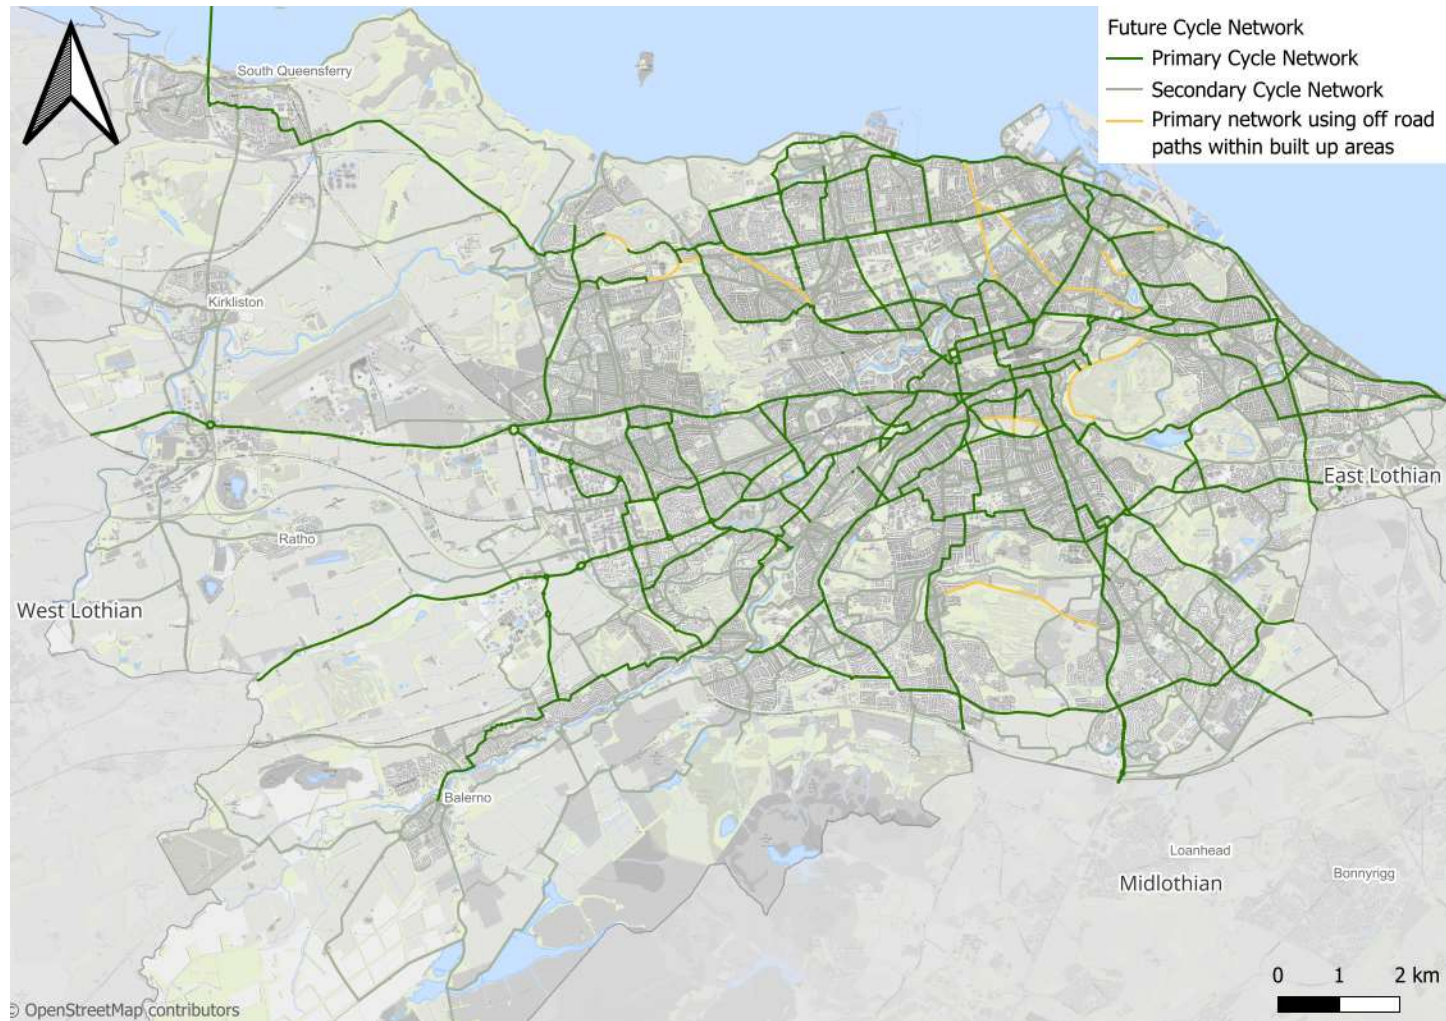 Future Cycle Network
Primary Cycle Network
Secondary Cycle Network
Primary network using off road
paths within built up areas
South Queensferry
Kirkliston
East Lothian
Ratho
West Lothian
Balerno
Loanhead
Midlothian
Bonnyrigg
0 1 2 km
© OpenStreetMap contributors